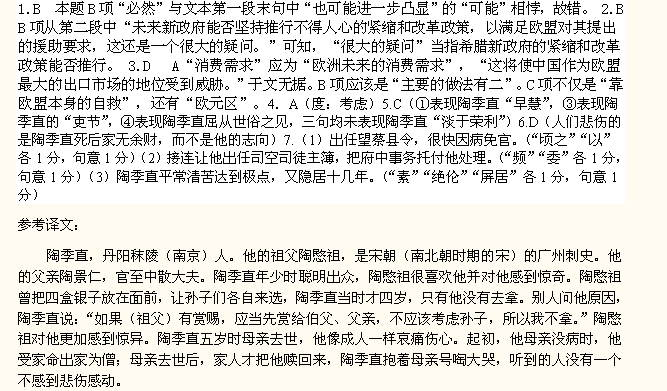 1.B　本题B项“必然”与文本第一段末句中“也可能进一步凸显”的“可能”相悖，故错。 2.B
B项从第二段中“未来新政府能否坚持推行不得人心的紧缩和改革政策，以满足欧盟对其提出
的援助要求，这还是一个很大的疑问。”可知，“很大的疑问”当指希腊新政府的紧缩和改革
政策能否推行。 3.D　 A“消费需求”应为“欧洲未来的消费需求”，“这将使中国作为欧盟
最大的出口市场的地位受到威胁。”于文无据。B项应该是“主要的做法有二”。C项不仅是“靠
欧盟本身的自救”，还有“欧元区”。4. A（度：考虑）5.C（①表现陶季直“早慧”，③表现陶
季直的“吏节”，④表现陶季直屈从世俗之见，三句均未表现陶季直“淡于荣利”）6.D（人们悲伤的
是陶季直死后家无余财，而不是他的志向）7.（1）出任望蔡县令，很快因病免官。（“顷之”“以”
各1分，句意1分）（2）接连让他出任司空司徒主簿，把府中事务托付他处理。（“频”“委”各1分，
句意1分）（3）陶季直平常清苦达到极点，又隐居十几年。（“素”“绝伦”“屏居”各1分，句意1
分）
参考译文：
陶季直，丹阳秣陵（南京）人。他的祖父陶愍祖，是宋朝（南北朝时期的宋）的广州刺史。他
的父亲陶景仁，官至中散大夫。陶季直年少时聪明出众，陶愍祖很喜欢他并对他感到惊奇。陶愍祖
曾把四盒银子放在面前，让孙子们各自来选，陶季直当时才四岁，只有他没有去拿。别人问他原因，
陶季直说：“如果（祖父）有赏赐，应当先赏给伯父、父亲，不应该考虑孙子，所以我不拿。”陶愍
祖对他更加感到惊异。陶季直五岁时母亲去世，他像成人一样哀痛伤心。起初，他母亲没病时，他
受家命出家为僧；母亲去世后，家人才把他赎回来，陶季直抱着母亲号啕大哭，听到的人没有一个
不感到悲伤感动。